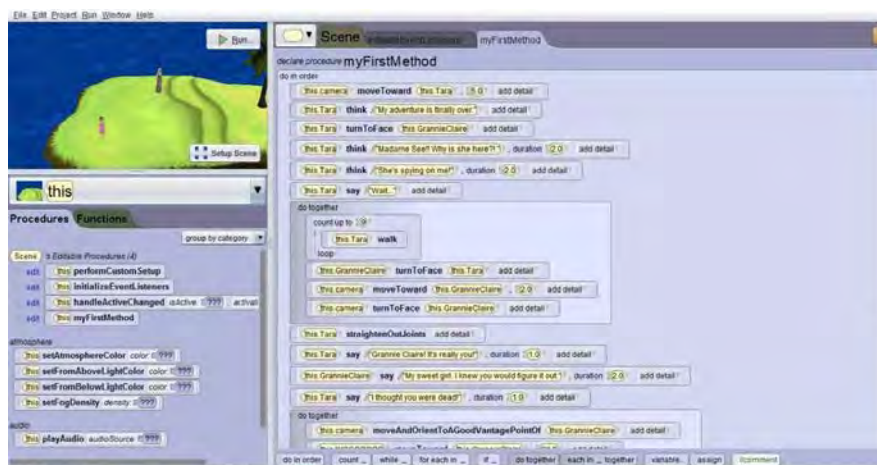 File Edit Project Run Window Help
Run...
Setup Scene
this
Procedures Functions
group by category
Scene 's Editable Procedures (4)
edit this performCustomSetup
edit this initializeEventListeners
edit this handleActiveChanged isActive ???
edit this myFirstMethod
atmosphere
this setAtmosphereColor color ???
this setFromAboveLightColor color ???
this setFromBelowLightColor color ???
this setFogDensity density ???
audio
this playAudio audioSource ???
Scene initializeEventListeners myFirstMethod
declare procedure myFirstMethod
do in order
this camera moveToward this Tara , 5.0 add detail
this Tara think "My adventure is finally over." add detail
this Tara turnToFace this GrannieClaire add detail
this Tara think "Madame See!! Why is she here?!" , duration 2.0 add detail
this Tara think "She's spying on me!" , duration 2.0 add detail
this Tara say "Wait..." add detail
do together
count up to 9
this Tara walk
loop
this GrannieClaire turnToFace this Tara add detail
this camera moveToward this GrannieClaire , 2.0 add detail
this camera turnToFace this GrannieClaire add detail
this Tara straightenOutJoints add detail
this Tara say "Grannie Claire! It's really you!" , duration 1.0 add detail
this GrannieClaire say "My sweet girl. I knew you would figure it out." , duration 2.0 add detail
this Tara say "I thought you were dead!" , duration 1.0 add detail
do together
this camera moveAndOrientToAGoodVantagePointOf this GrannieClaire add detail
do in order count _ while _ for each in _ if _ do together each in _ together variable... assign //comment